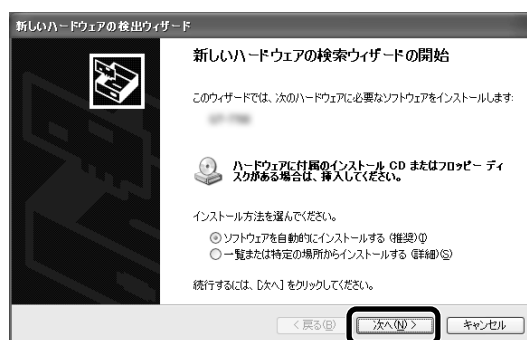 新しいハードウェアの検出ウィザード
新しいハードウェアの検索ウィザードの開始
このウィザードでは、次のハードウェアに必要なソフトウェアをインストールします:
ハードウェアに付属のインストール CD またはフロッピー ディ
スクがある場合は、挿入してください。
インストール方法を選んでください。
ソフトウェアを自動的にインストールする (推奨)(I)
一覧または特定の場所からインストールする (詳細)(S)
続行するには、[次へ] をクリックしてください。
< 戻る(B) 次へ(N) > キャンセル